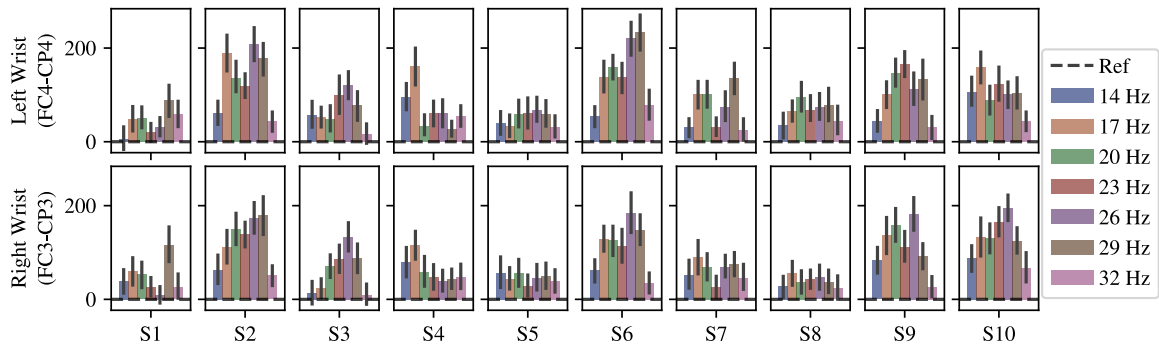 Left Wrist
(FC4-CP4)
200
0
Right Wrist
(FC3-CP3)
200
0
S1 S2 S3 S4 S5 S6 S7 S8 S9 S10
Ref
14 Hz
17 Hz
20 Hz
23 Hz
26 Hz
29 Hz
32 Hz